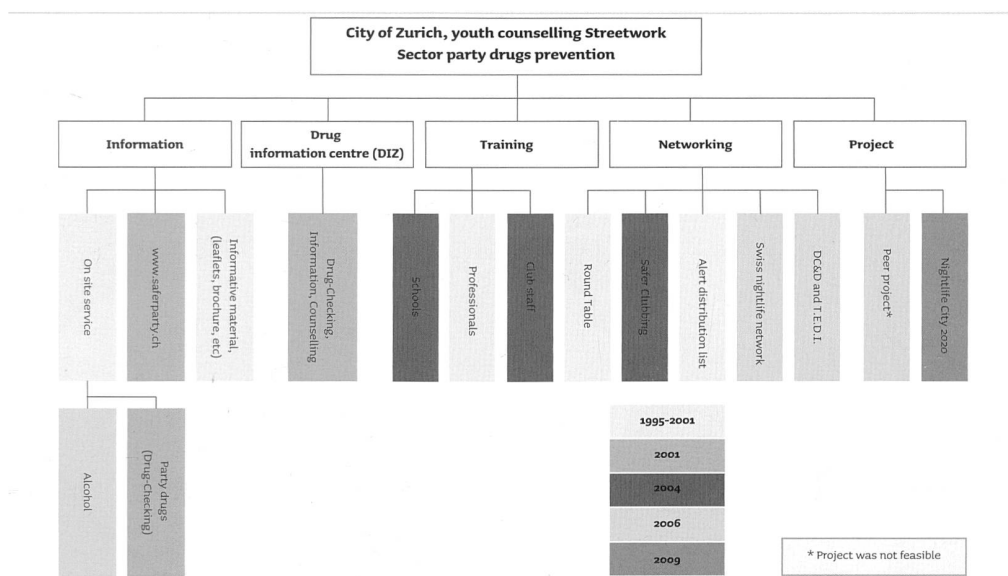 City of Zurich, youth counselling Streetwork
Sector party drugs prevention
Information
Drug
information centre (DIZ)
Training
Networking
Project
On site service
www.saferparty.ch
Informative material,
(leaflets, brochure, etc)
Drug-Checking,
Information, Counselling
Schools
Professionals
Club staff
Round Table
Safer Clubbing
Alert distribution list
Swiss nightlife network
DC&D and T.E.D.I.
Peer project*
Nightlife City 2020
Alcohol
Party drugs
(Drug-Checking)
1995-2001
2001
2004
2006
2009
* Project was not feasible